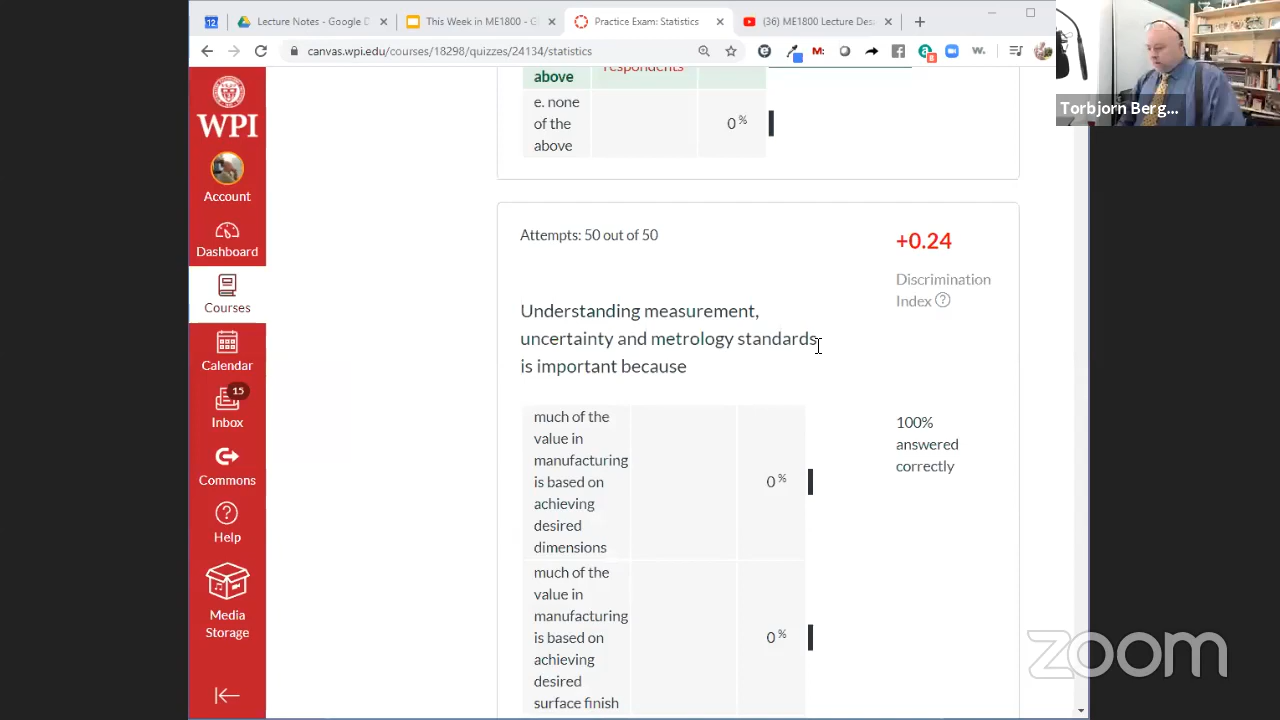 12
Lecture Notes - Google D
This Week in ME1800 - G
Practice Exam: Statistics
(36) ME1800 Lecture Des
canvas.wpi.edu/courses/18298/quizzes/24134/statistics
M:
8
W.
Torbjorn Berg...
WPI
Account
Dashboard
Courses
Calendar
15
Inbox
Commons
Help
Media
Storage
above
respondents
e. none
of the
above
0 %
Attempts: 50 out of 50
+0.24
Discrimination
Index ?
Understanding measurement,
uncertainty and metrology standards
is important because
much of the
value in
manufacturing
is based on
achieving
desired
dimensions
0 %
100%
answered
correctly
much of the
value in
manufacturing
is based on
achieving
desired
surface finish
0 %
zoom